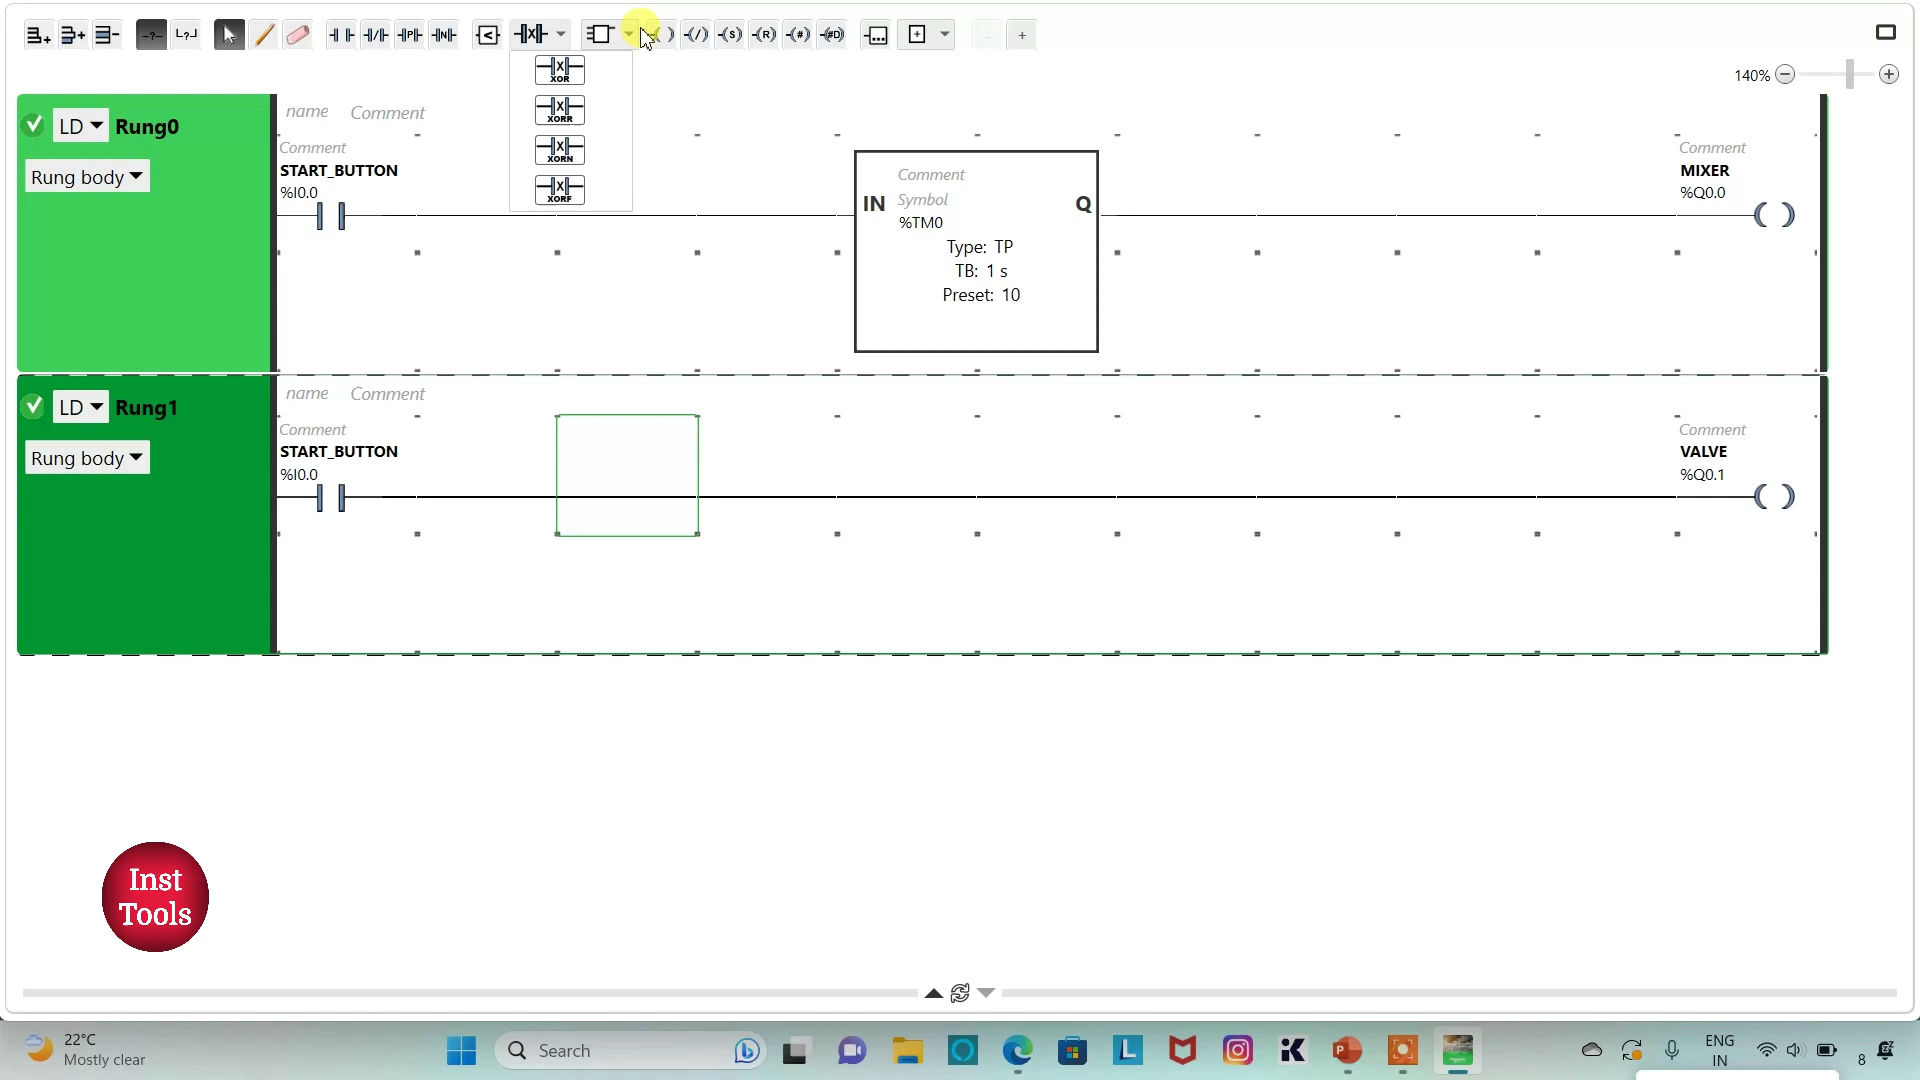 XOR
XORR
XORN
XORF
140%
LD Rung0
Rung body
name Comment
Comment
START_BUTTON
%I0.0
Comment
Symbol
IN Q
%TM0
Type: TP
TB: 1 s
Preset: 10
Comment
MIXER
%Q0.0
LD Rung1
Rung body
name Comment
Comment
START_BUTTON
%I0.0
Comment
VALVE
%Q0.1
Inst
Tools
22°C
Mostly clear
Search
ENG
IN
8